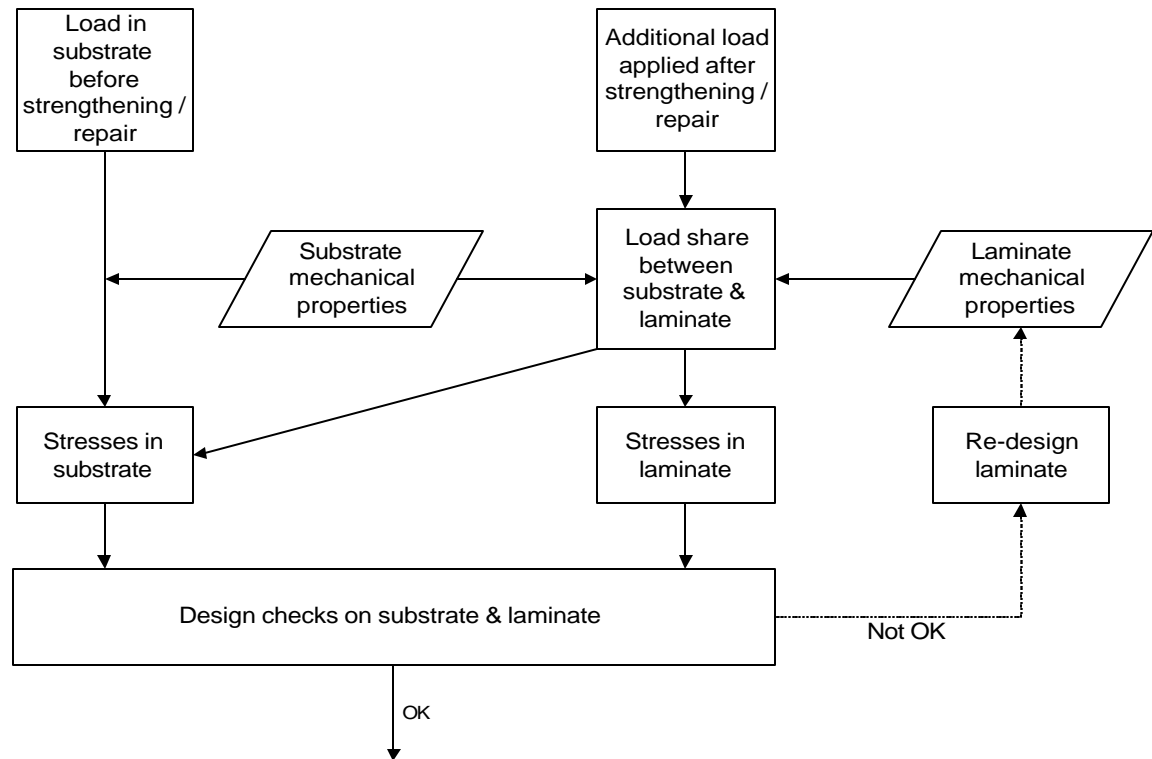 Load in
substrate
before
strengthening /
repair
Additional load
applied after
strengthening /
repair
Substrate
mechanical
properties
Load share
between
substrate &
laminate
Laminate
mechanical
properties
Stresses in
substrate
Stresses in
laminate
Re-design
laminate
Design checks on substrate & laminate
Not OK
OK